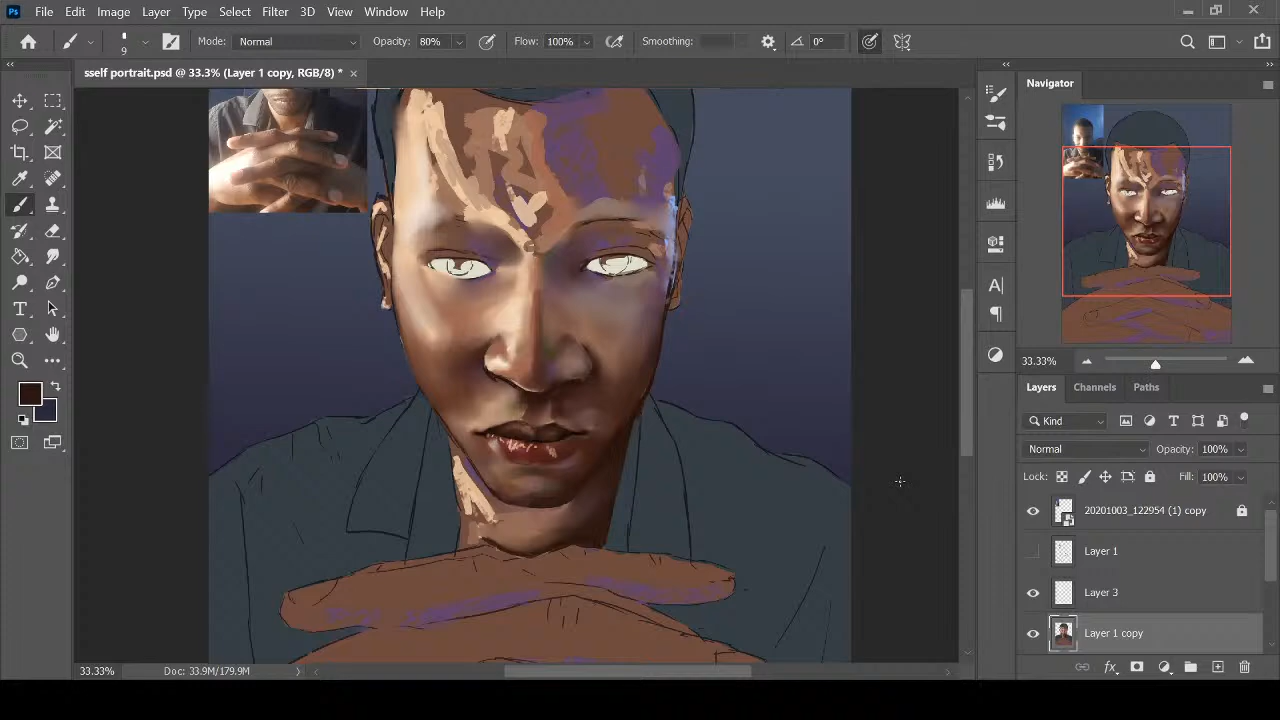 Ps File Edit Image Layer Type Select Filter 3D View Window Help
9 Mode: Normal Opacity: 80% Flow: 100% Smoothing: 0°
sself portrait.psd @ 33.3% (Layer 1 copy, RGB/8) *
Navigator
33.33%
Layers Channels Paths
Kind
Normal Opacity: 100%
Lock: Fill: 100%
20201003_122954 (1) copy
Layer 1
Layer 3
Layer 1 copy
33.33% Doc: 33.9M/179.9M